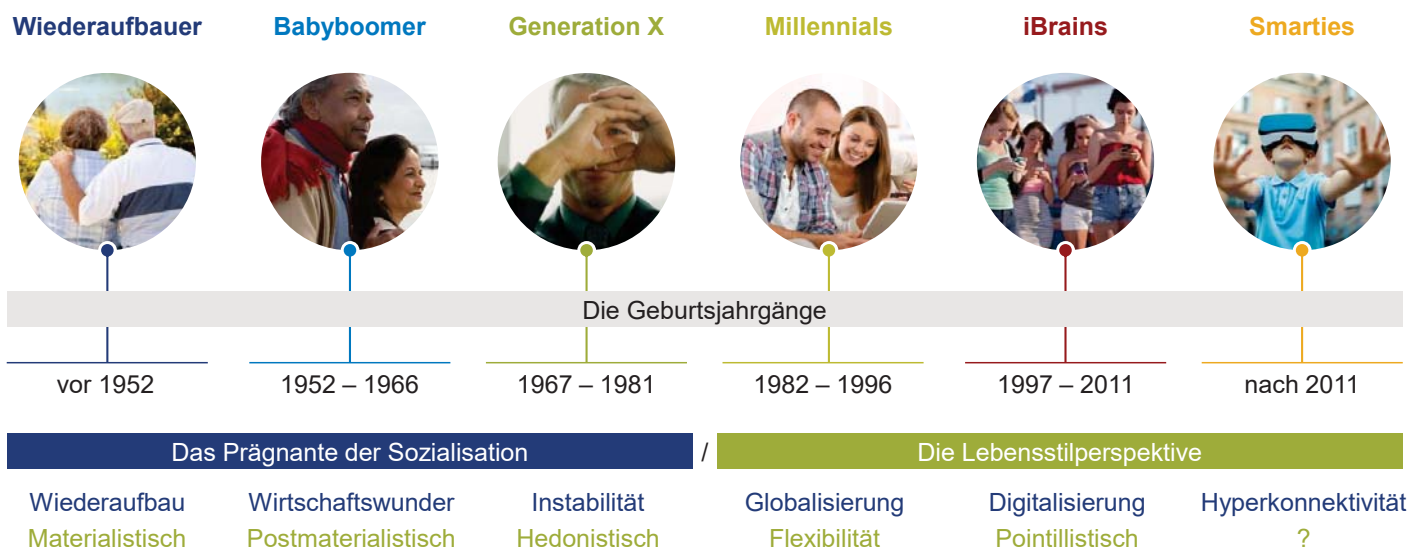 Wiederaufbauer Babyboomer Generation X Millennials iBrains Smarties
Die Geburtsjahrgänge
vor 1952 1952 – 1966 1967 – 1981 1982 – 1996 1997 – 2011 nach 2011
Das Prägnante der Sozialisation / Die Lebensstilperspektive
Wiederaufbau Wirtschaftswunder Instabilität Globalisierung Digitalisierung Hyperkonnektivität
Materialistisch Postmaterialistisch Hedonistisch Flexibilität Pointillistisch ?